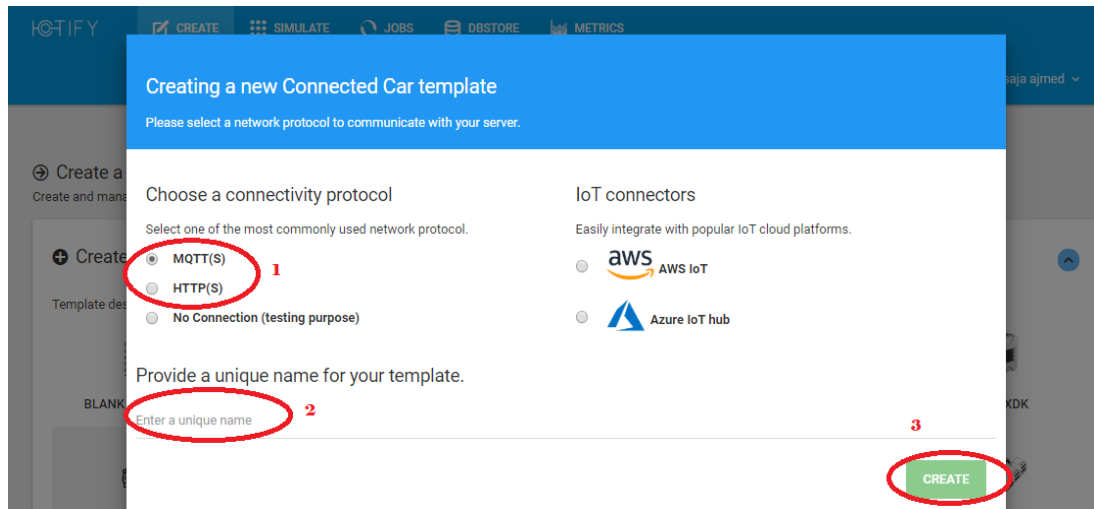 IOTIFY
CREATE
SIMULATE
JOBS
DBSTORE
METRICS
saja ajmed
Creating a new Connected Car template
Please select a network protocol to communicate with your server.
Create a
Create and mana
Choose a connectivity protocol
Select one of the most commonly used network protocol.
MQTT(S)
1
HTTP(S)
No Connection (testing purpose)
IoT connectors
Easily integrate with popular IoT cloud platforms.
aws
AWS IoT
Azure IoT hub
Create
Template des
BLANK
XDK
Provide a unique name for your template.
Enter a unique name
2
3
CREATE